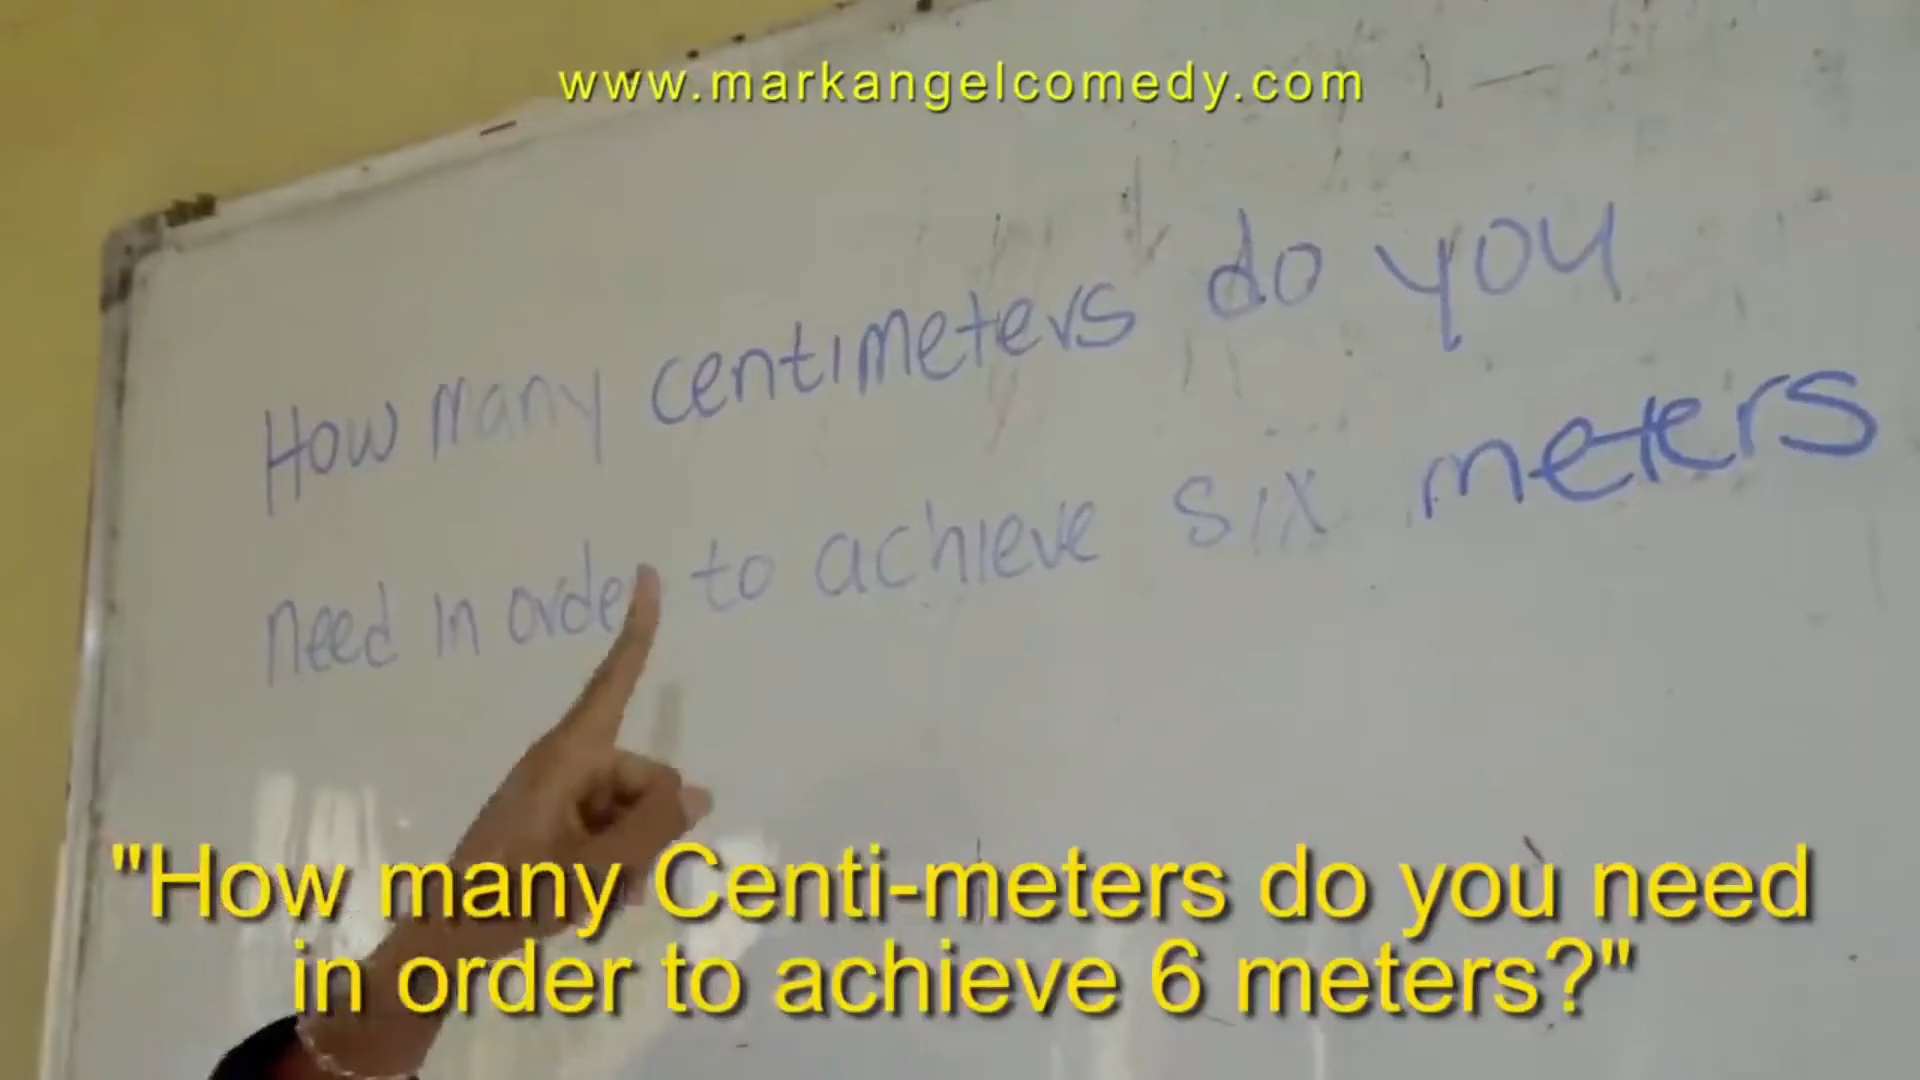 www.markangelcomedy.com
How many centimeters do you
need in order to achieve six meters
"How many Centi-meters do you need
in order to achieve 6 meters?"